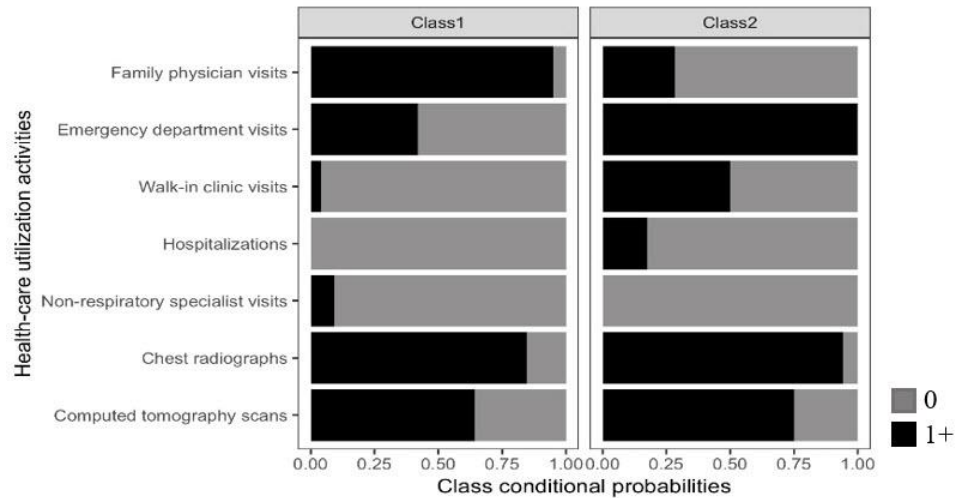 Class1
Class2
Health-care utilization activities
Family physician visits
Emergency department visits
Walk-in clinic visits
Hospitalizations
Non-respiratory specialist visits
Chest radiographs
Computed tomography scans
0.00 0.25 0.50 0.75 1.00 0.00 0.25 0.50 0.75 1.00
Class conditional probabilities
0
1+